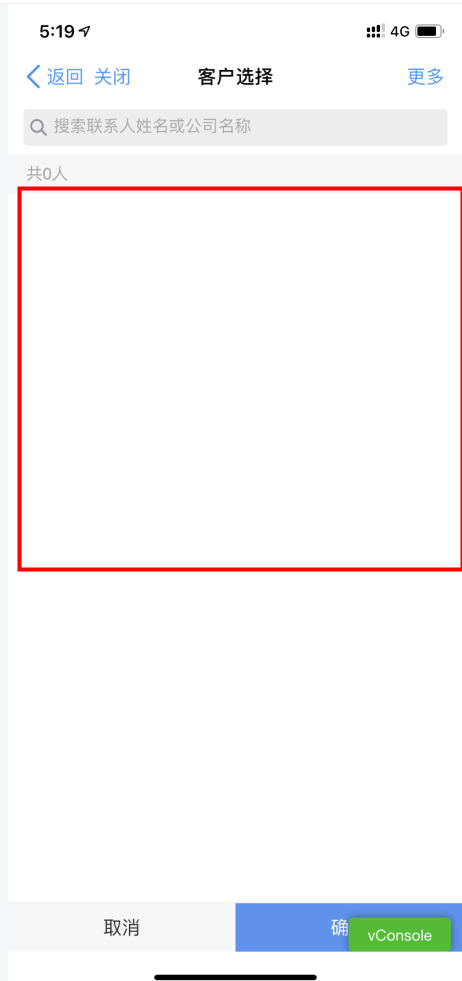 5:19 4G
返回 关闭 客户选择 更多
搜索联系人姓名或公司名称
共0人
取消 确
vConsole